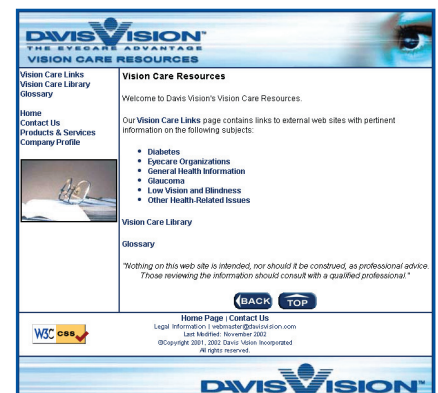 DAVIS VISION™
THE EYECARE ADVANTAGE
VISION CARE RESOURCES
Vision Care Links
Vision Care Library
Glossary
Home
Contact Us
Products & Services
Company Profile
Vision Care Resources
Welcome to Davis Vision's Vision Care Resources.
Our Vision Care Links page contains links to external web sites with pertinent
information on the following subjects:
• Diabetes
• Eyecare Organizations
• General Health Information
• Glaucoma
• Low Vision and Blindness
• Other Health-Related Issues
Vision Care Library
Glossary
"Nothing on this web site is intended, nor should it be construed, as professional advice.
Those reviewing the information should consult with a qualified professional."
BACK TOP
W3C CSS
Home Page | Contact Us
Legal Information | webmaster@davisvision.com
Last Modified: November 2002
©Copyright 2001, 2002 Davis Vision Incorporated
All rights reserved.
DAVIS VISION™